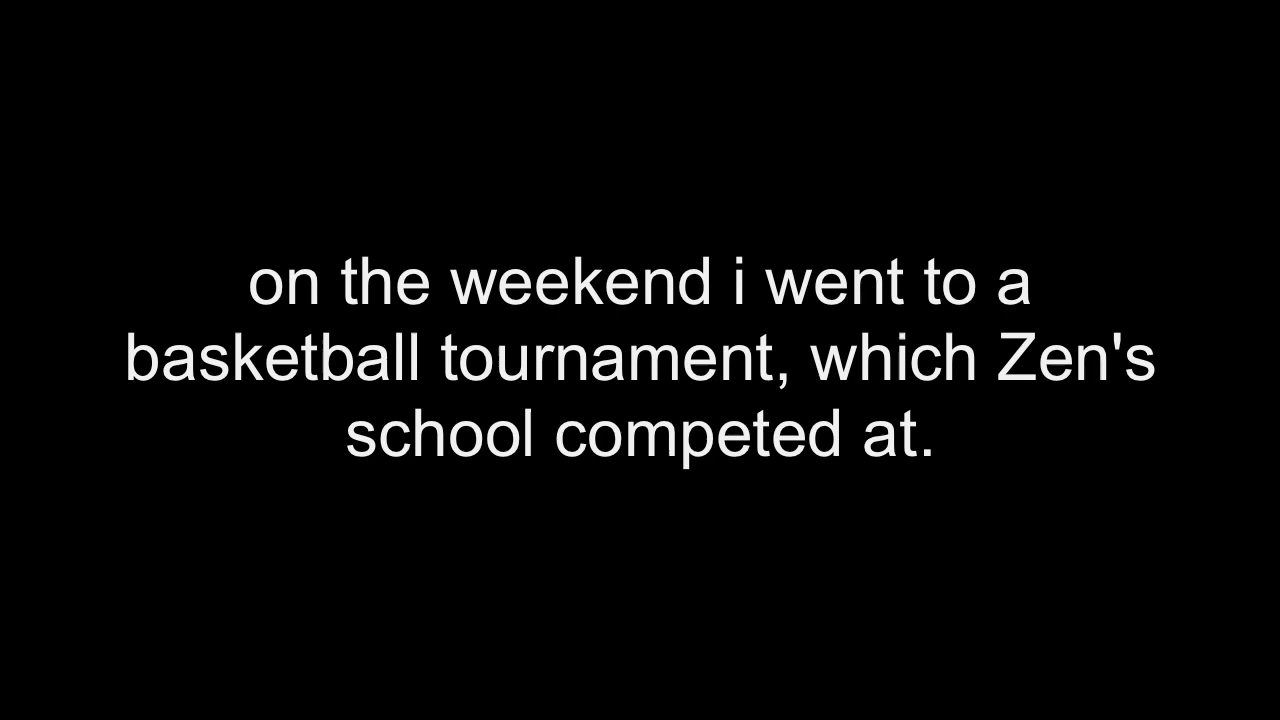 on the weekend i went to a
basketball tournament, which Zen's
school competed at.